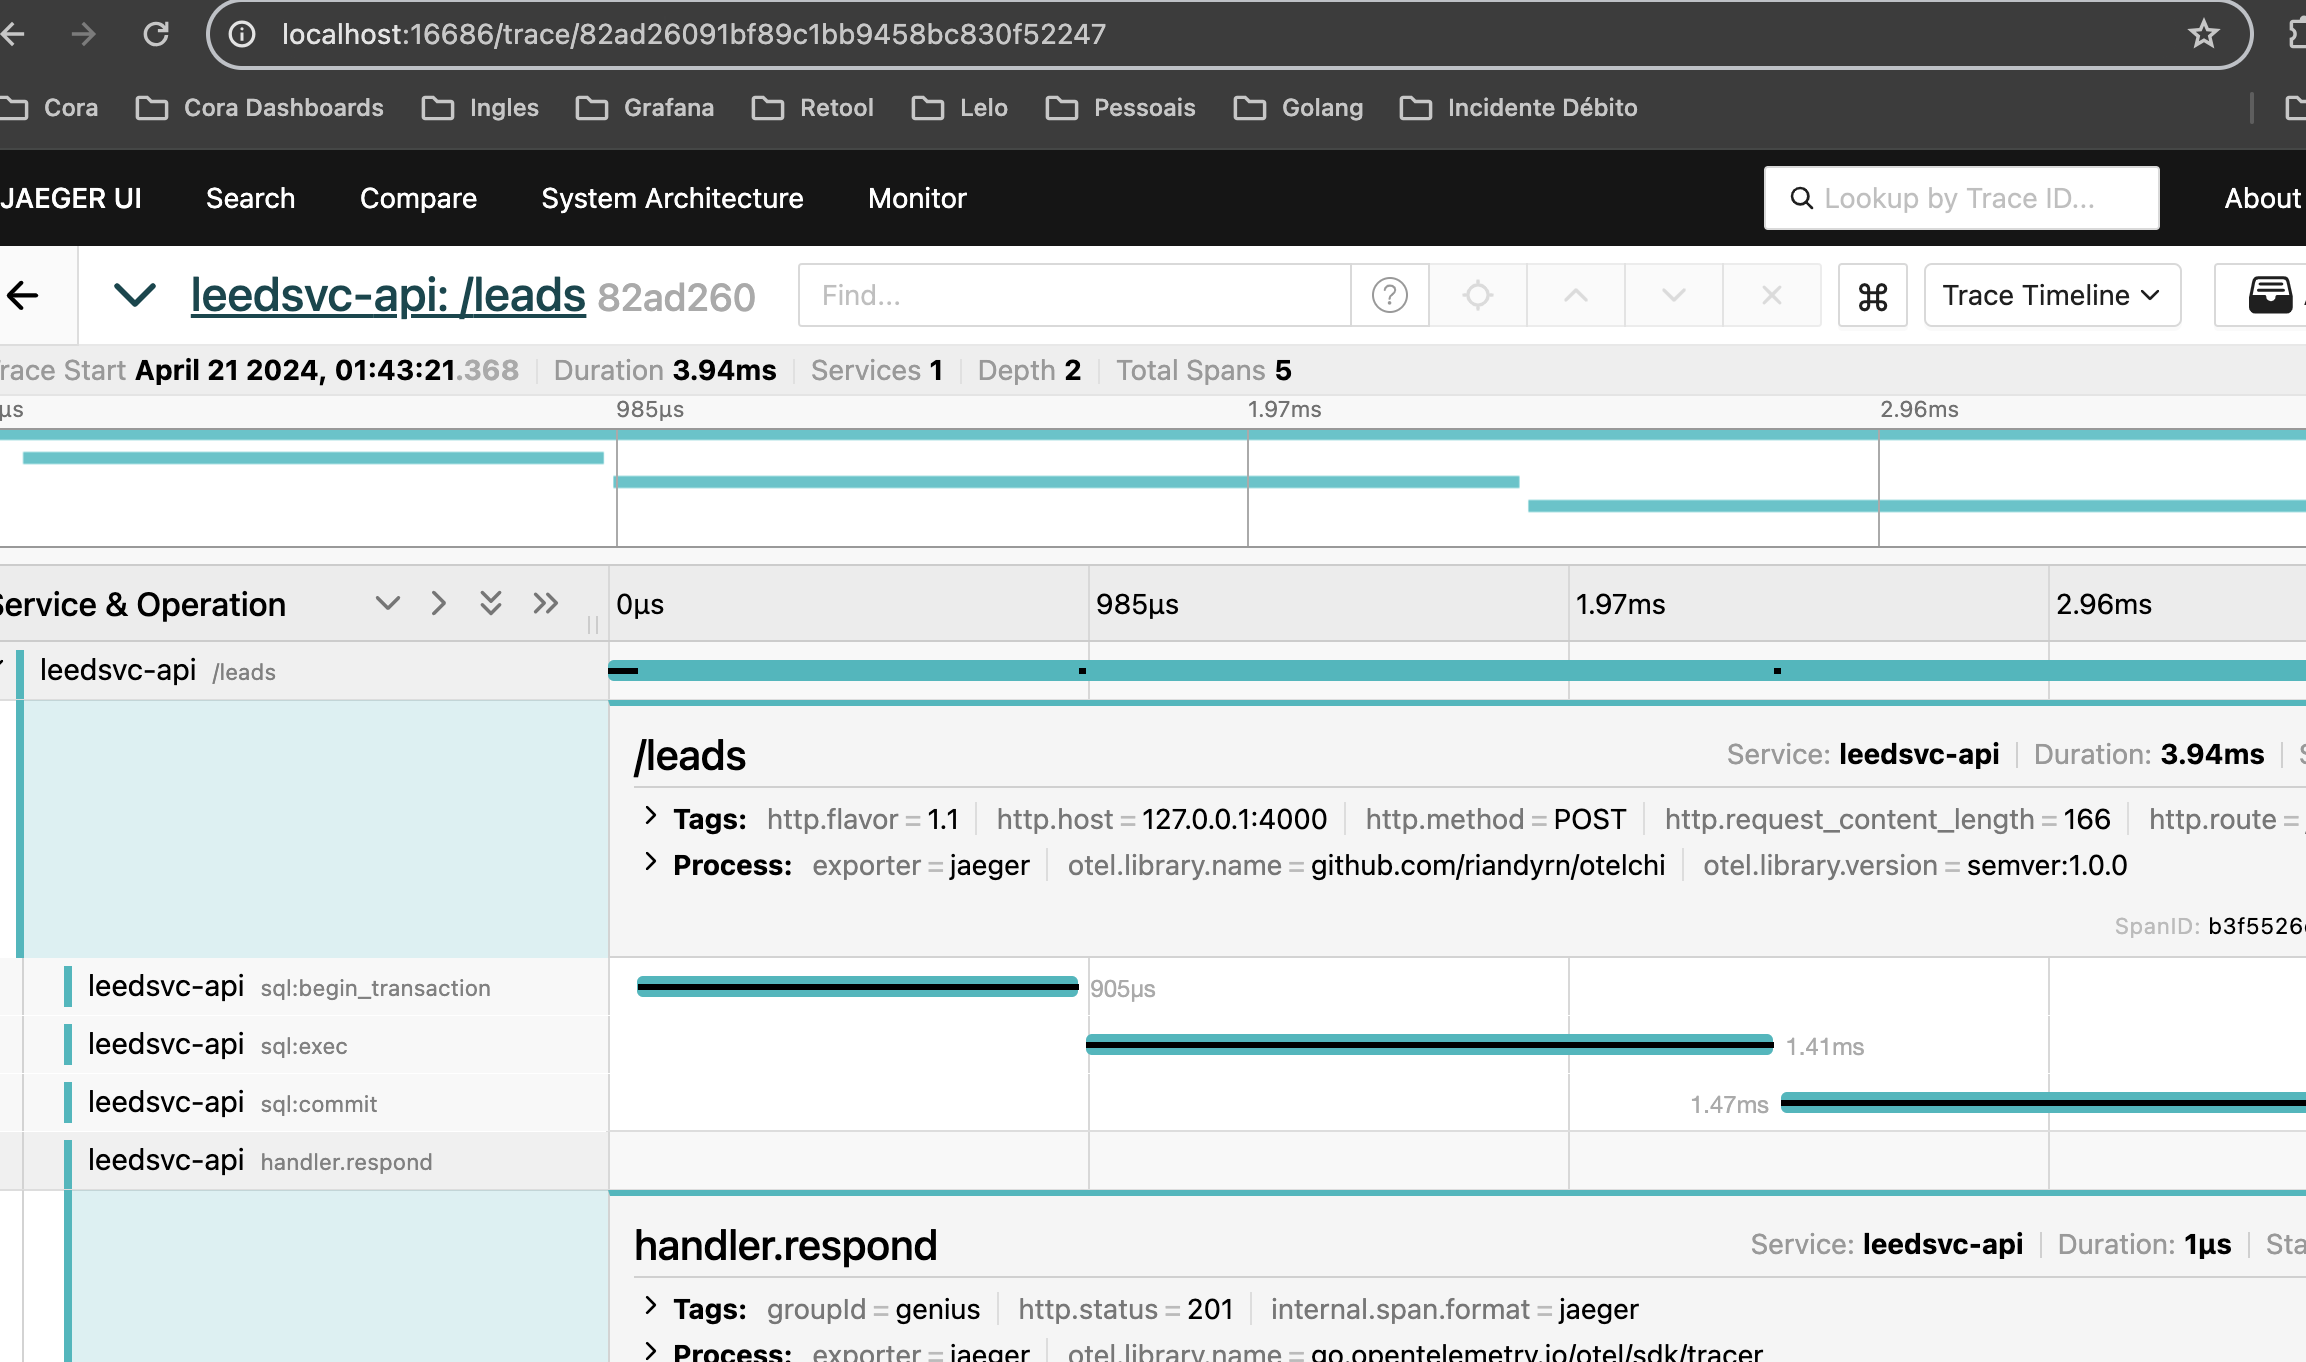 localhost:16686/trace/82ad26091bf89c1bb9458bc830f52247
Cora Cora Dashboards Ingles Grafana Retool Lelo Pessoais Golang Incidente Débito
JAEGER UI Search Compare System Architecture Monitor Lookup by Trace ID... About
leedsvc-api: /leads 82ad260 Find... Trace Timeline
race Start April 21 2024, 01:43:21.368 Duration 3.94ms Services 1 Depth 2 Total Spans 5
μs 985μs 1.97ms 2.96ms
Service & Operation 0μs 985μs 1.97ms 2.96ms
leedsvc-api /leads
/leads Service: leedsvc-api Duration: 3.94ms
Tags: http.flavor = 1.1 http.host = 127.0.0.1:4000 http.method = POST http.request_content_length = 166 http.route =
Process: exporter = jaeger otel.library.name = github.com/riandyrn/otelchi otel.library.version = semver:1.0.0
SpanID: b3f5526
leedsvc-api sql:begin_transaction 905μs
leedsvc-api sql:exec 1.41ms
leedsvc-api sql:commit 1.47ms
leedsvc-api handler.respond
handler.respond Service: leedsvc-api Duration: 1μs Sta
Tags: groupId = genius http.status = 201 internal.span.format = jaeger
Process: exporter = jaeger otel.library.name = go.opentelemetry.io/otel/sdk/tracer